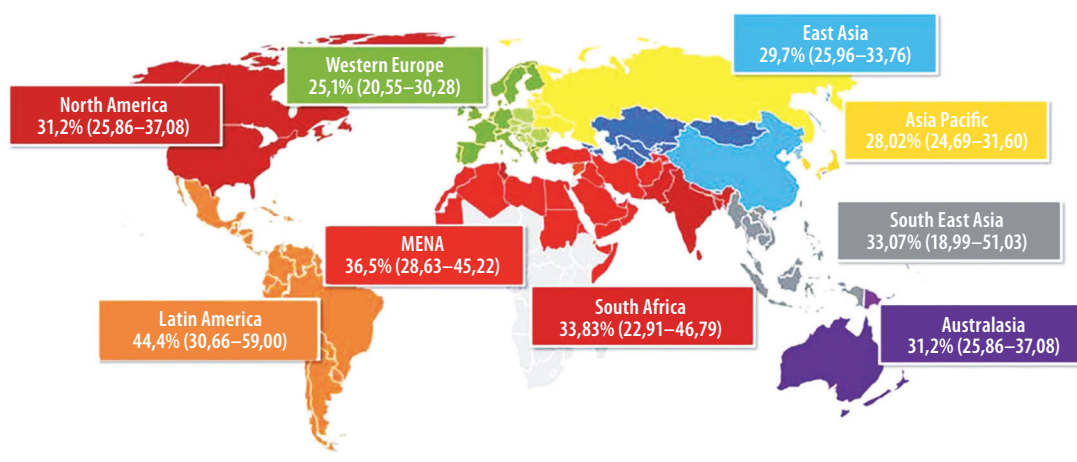 East Asia
29,7% (25,96–33,76)
Western Europe
25,1% (20,55–30,28)
North America
31,2% (25,86–37,08)
Asia Pacific
28,02% (24,69–31,60)
South East Asia
33,07% (18,99–51,03)
MENA
36,5% (28,63–45,22)
South Africa
33,83% (22,91–46,79)
Latin America
44,4% (30,66–59,00)
Australasia
31,2% (25,86–37,08)